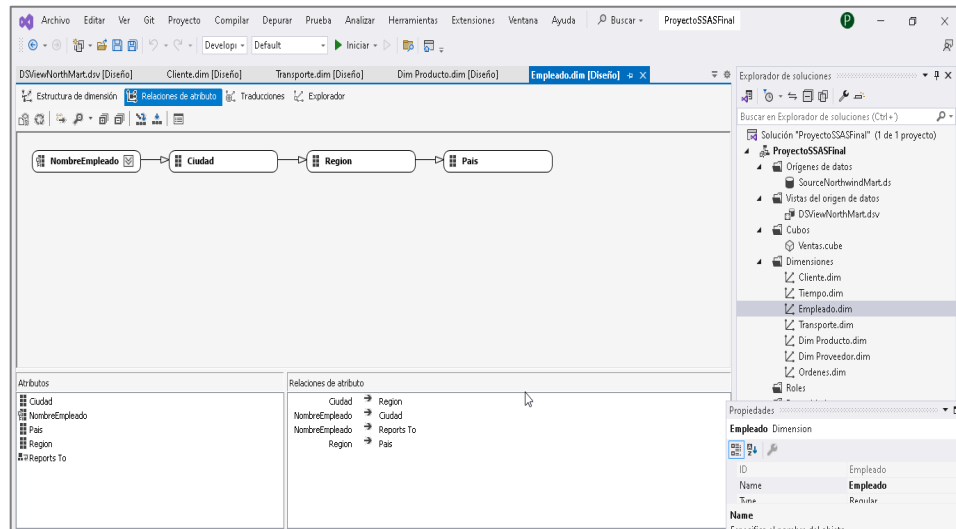 Archivo Editar Ver Git Proyecto Compilar Depurar Prueba Analizar Herramientas Extensiones Ventana Ayuda Buscar ProyectoSSASFinal P
Developi Default Iniciar
DSViewNorthMart.dsv [Diseño] Cliente.dim [Diseño] Transporte.dim [Diseño] Dim Producto.dim [Diseño] Empleado.dim [Diseño]
Estructura de dimensión Relaciones de atributo Traducciones Explorador
NombreEmpleado Ciudad Region Pais
Atributos
Ciudad
NombreEmpleado
Pais
Region
Reports To
Relaciones de atributo
Ciudad Region
NombreEmpleado Ciudad
NombreEmpleado Reports To
Region Pais
Explorador de soluciones
Buscar en Explorador de soluciones (Ctrl+)
Solución "ProyectoSSASFinal" (1 de 1 proyecto)
ProyectoSSASFinal
Orígenes de datos
SourceNorthwindMart.ds
Vistas del origen de datos
DSViewNorthMart.dsv
Cubos
Ventas.cube
Dimensiones
Cliente.dim
Tiempo.dim
Empleado.dim
Transporte.dim
Dim Producto.dim
Dim Proveedor.dim
Ordenes.dim
Roles
Propiedades
Empleado Dimension
ID Empleado
Name Empleado
Type Regular
Name